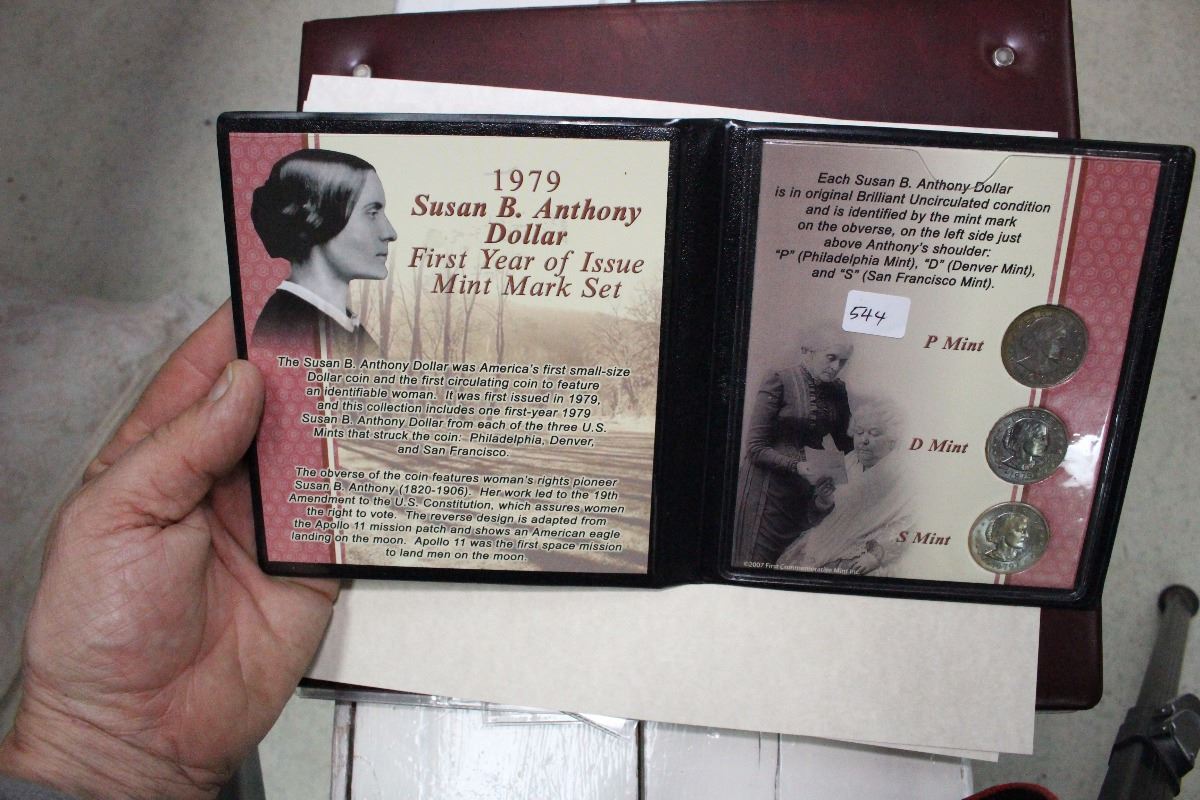 1979
Susan B. Anthony
Dollar
First Year of Issue
Mint Mark Set
The Susan B. Anthony Dollar was America's first small-size
Dollar coin and the first circulating coin to feature
an identifiable woman. It was first issued in 1979,
and this collection includes one first-year 1979
Susan B. Anthony Dollar from each of the three U.S.
Mints that struck the coin: Philadelphia, Denver,
and San Francisco.
The obverse of the coin features woman's rights pioneer
Susan B. Anthony (1820-1906). Her work led to the 19th
Amendment to the U.S. Constitution, which assures women
the right to vote. The reverse design is adapted from
the Apollo 11 mission patch and shows an American eagle
landing on the moon. Apollo 11 was the first space mission
to land men on the moon.
Each Susan B. Anthony Dollar
is in original Brilliant Uncirculated condition
and is identified by the mint mark
on the obverse, on the left side just
above Anthony's shoulder:
"P" (Philadelphia Mint), "D" (Denver Mint),
and "S" (San Francisco Mint).
544
P Mint
D Mint
1979
S Mint
1979
©2007 First Commemorative Mint Inc.